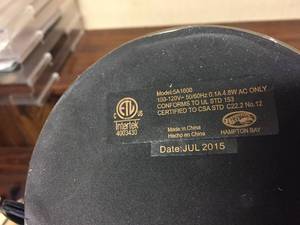 Model:SA1600
100-120V~ 50/60Hz 0.1A 4.8W AC ONLY
CONFORMS TO UL STD 153
CERTIFIED TO CSA STD C22.2 No.12
ETL
C US
Intertek
4003430
Made in China
Hecho en China
HAMPTON BAY
Date:JUL 2015